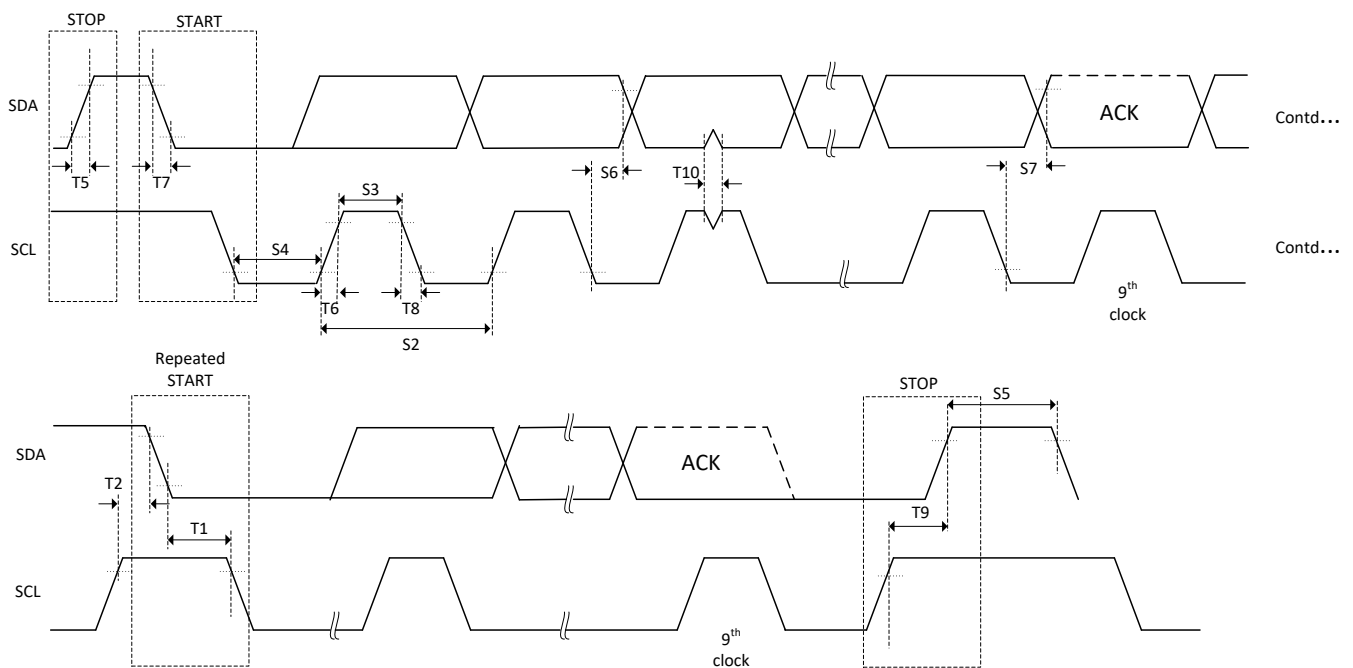 STOP
START
SDA
ACK
Contd...
T5
T7
S6
T10
S7
S3
SCL
S4
Contd...
T6
T8
9th
clock
S2
Repeated
START
STOP
S5
SDA
ACK
T2
T9
T1
SCL
9th
clock